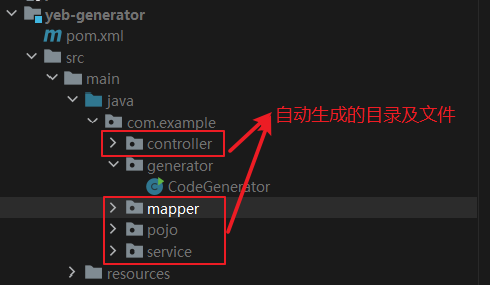 yeb-generator
pom.xml
src
main
java
com.example
自动生成的目录及文件
controller
generator
CodeGenerator
mapper
pojo
service
resources